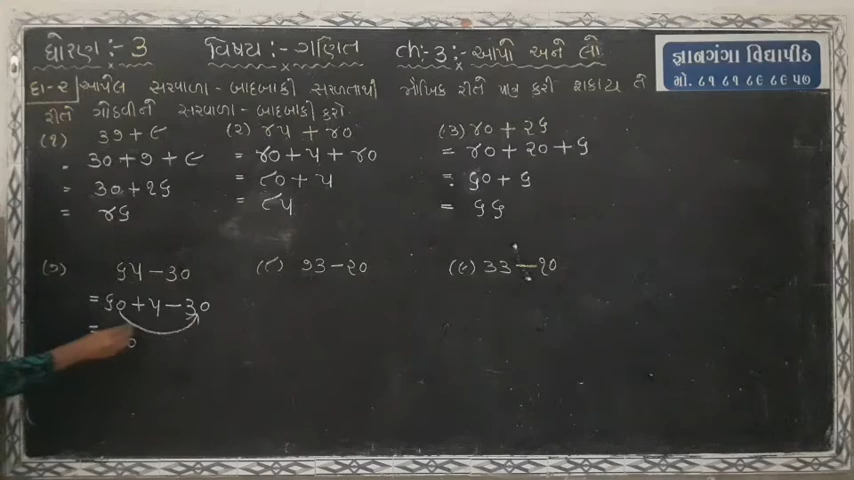 ધોરણ :- 3 વિષય :- ગણિત ch:-3 :- આપો અને લો
જ્ઞાનગંગા વિદ્યાપીઠ
મો. ૮૧ ૮૧ ૮૯ ૮૯ ૫૭
દા-૨ આપેલ સરવાળા - બાદબાકી સરળતાથી મૌખિક રીતે કરી શકાય તે
રીતે ગોઠવીને સરવાળા - બાદબાકી કરો.
(૧) ૩૭ + ૯ (૨) ૪૫ + ૪૦ (૩) ૪૦ + ૨૬
= ૩૦ + ૭ + ૯ = ૪૦ + ૫ + ૪૦ = ૪૦ + ૨૦ + ૬
= ૩૦ + ૧૬ = ૮૦ + ૫ = ૬૦ + ૬
= ૪૬ = ૮૫ = ૬૬
(૭) ૬૫ - ૩૦ (૮) ૭૩ - ૨૦ (૯) ૩૩ - ૧૦
= ૬૦ + ૫ - ૩૦
= ૦